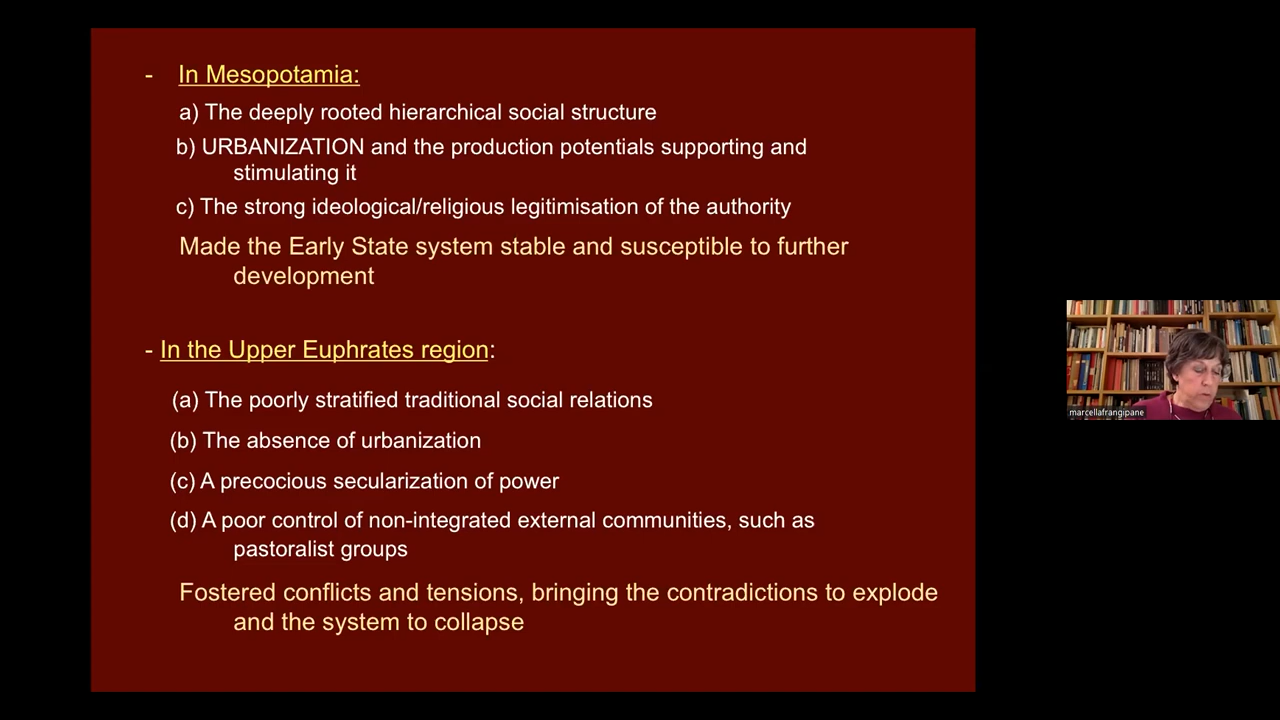 - In Mesopotamia:
a) The deeply rooted hierarchical social structure
b) URBANIZATION and the production potentials supporting and
stimulating it
c) The strong ideological/religious legitimisation of the authority
Made the Early State system stable and susceptible to further
development
- In the Upper Euphrates region:
(a) The poorly stratified traditional social relations
(b) The absence of urbanization
(c) A precocious secularization of power
(d) A poor control of non-integrated external communities, such as
pastoralist groups
Fostered conflicts and tensions, bringing the contradictions to explode
and the system to collapse
marcellafrangipane